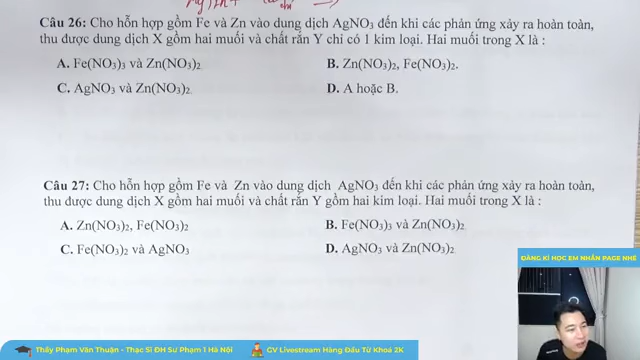 Câu 26: Cho hỗn hợp gồm Fe và Zn vào dung dịch AgNO₃ đến khi các phản ứng xảy ra hoàn toàn,
thu được dung dịch X gồm hai muối và chất rắn Y chỉ có 1 kim loại. Hai muối trong X là :
A. Fe(NO₃)₃ và Zn(NO₃)₂
B. Zn(NO₃)₂, Fe(NO₃)₂.
C. AgNO₃ và Zn(NO₃)₂
D. A hoặc B.
Câu 27: Cho hỗn hợp gồm Fe và Zn vào dung dịch AgNO₃ đến khi các phản ứng xảy ra hoàn toàn,
thu được dung dịch X gồm hai muối và chất rắn Y gồm hai kim loại. Hai muối trong X là :
A. Zn(NO₃)₂, Fe(NO₃)₂
B. Fe(NO₃)₃ và Zn(NO₃)₂
C. Fe(NO₃)₂ và AgNO₃
D. AgNO₃ và Zn(NO₃)₂
ĐĂNG KÍ HỌC EM NHẮN PAGE NHÉ
Thầy Phạm Văn Thuận - Thạc Sĩ ĐH Sư Phạm 1 Hà Nội
GV Livestream Hàng Đầu Từ Khoá 2K